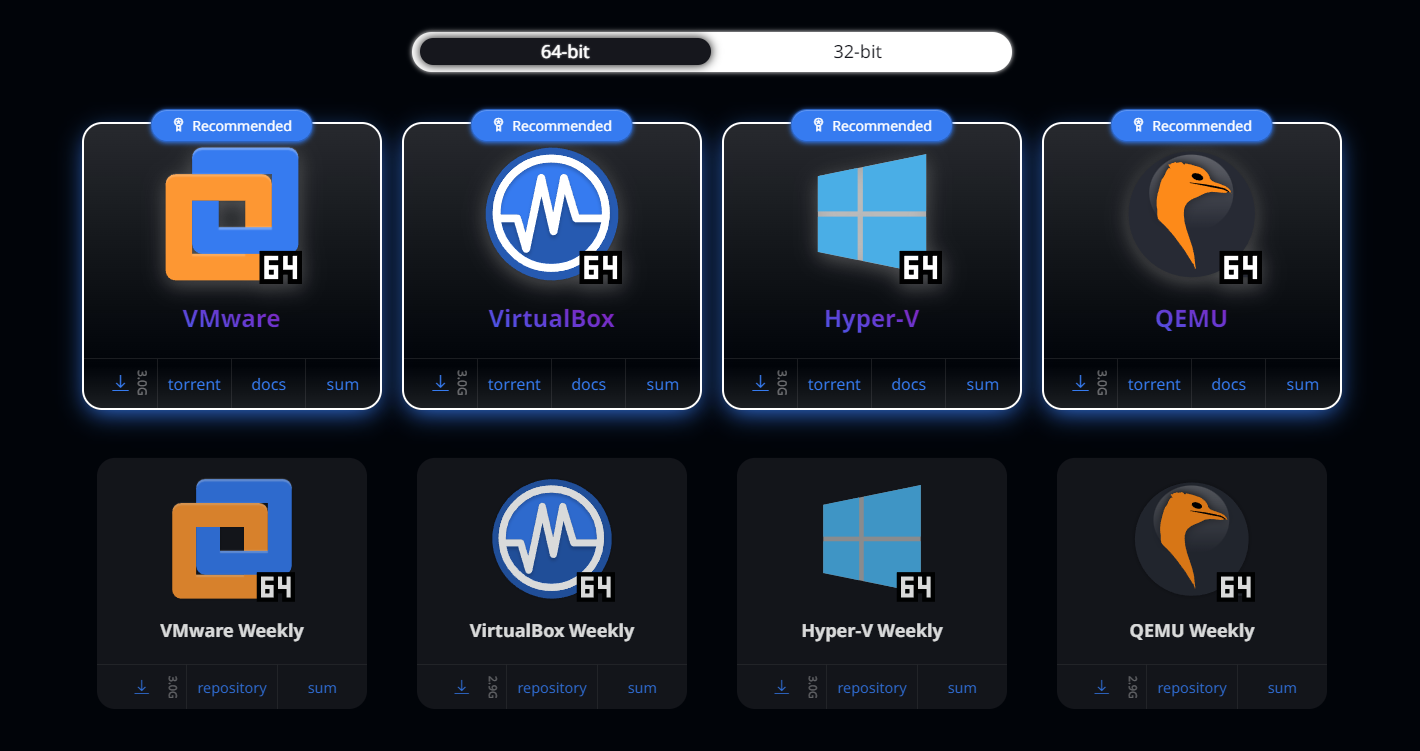 64-bit 32-bit
Recommended Recommended Recommended Recommended
64 64 64 64
VMware VirtualBox Hyper-V QEMU
3.0G torrent docs sum 3.0G torrent docs sum 3.0G torrent docs sum 3.0G torrent docs sum
64 64 64 64
VMware Weekly VirtualBox Weekly Hyper-V Weekly QEMU Weekly
3.0G repository sum 2.9G repository sum 3.0G repository sum 2.9G repository sum